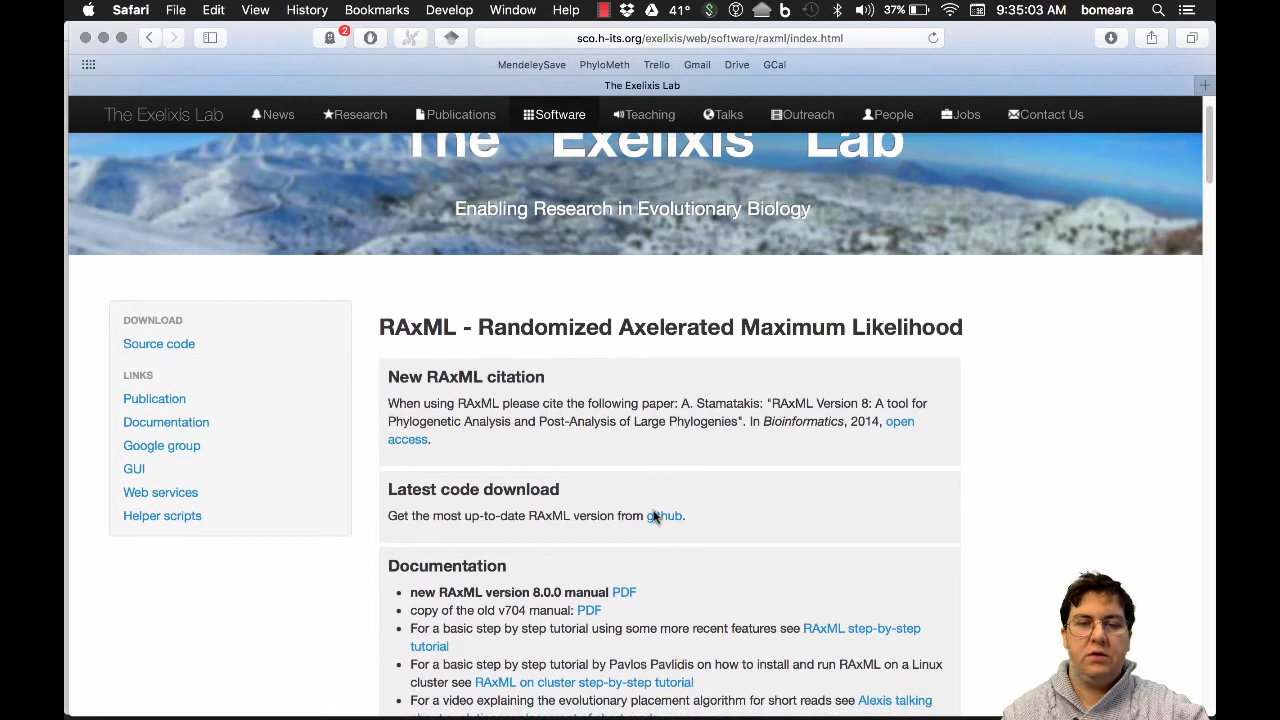 Safari File Edit View History Bookmarks Develop Window Help 41° 37% 9:35:03 AM bomeara
2 sco.h-its.org/exelixis/web/software/raxml/index.html
MendeleySave PhyloMeth Trello Gmail Drive GCal
The Exelixis Lab
The Exelixis Lab News Research Publications Software Teaching Talks Outreach People Jobs Contact Us
The Exelixis Lab
Enabling Research in Evolutionary Biology
DOWNLOAD
Source code
LINKS
Publication
Documentation
Google group
GUI
Web services
Helper scripts
RAxML - Randomized Axelerated Maximum Likelihood
New RAxML citation
When using RAxML please cite the following paper: A. Stamatakis: "RAxML Version 8: A tool for
Phylogenetic Analysis and Post-Analysis of Large Phylogenies". In Bioinformatics, 2014, open
access.
Latest code download
Get the most up-to-date RAxML version from github.
Documentation
new RAxML version 8.0.0 manual PDF
copy of the old v704 manual: PDF
For a basic step by step tutorial using some more recent features see RAxML step-by-step
tutorial
For a basic step by step tutorial by Pavlos Pavlidis on how to install and run RAxML on a Linux
cluster see RAxML on cluster step-by-step tutorial
For a video explaining the evolutionary placement algorithm for short reads see Alexis talking